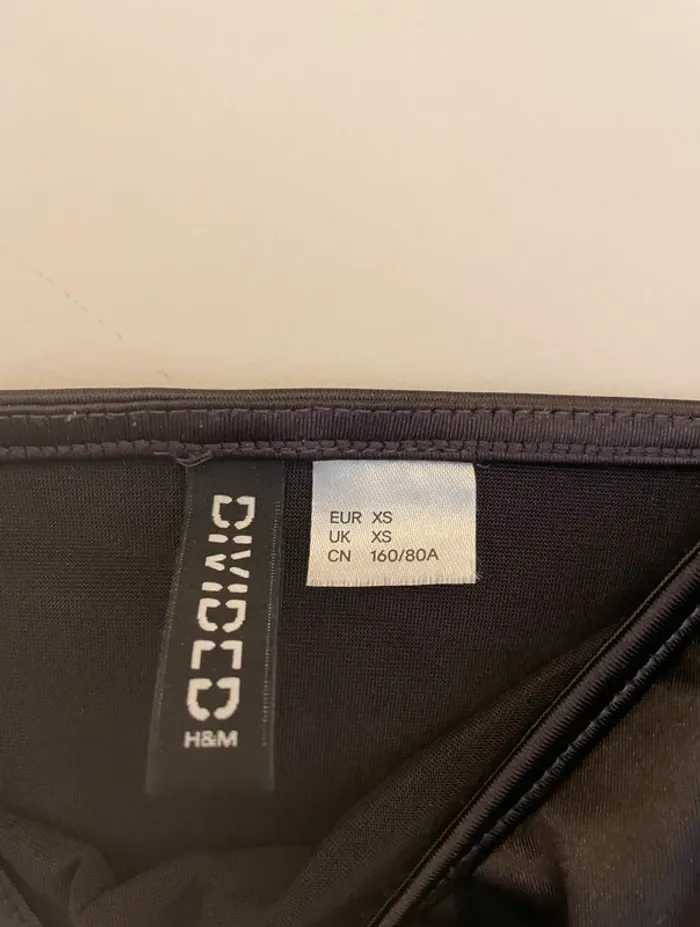 DIVIDED
H&M
EUR XS
UK XS
CN 160/80A